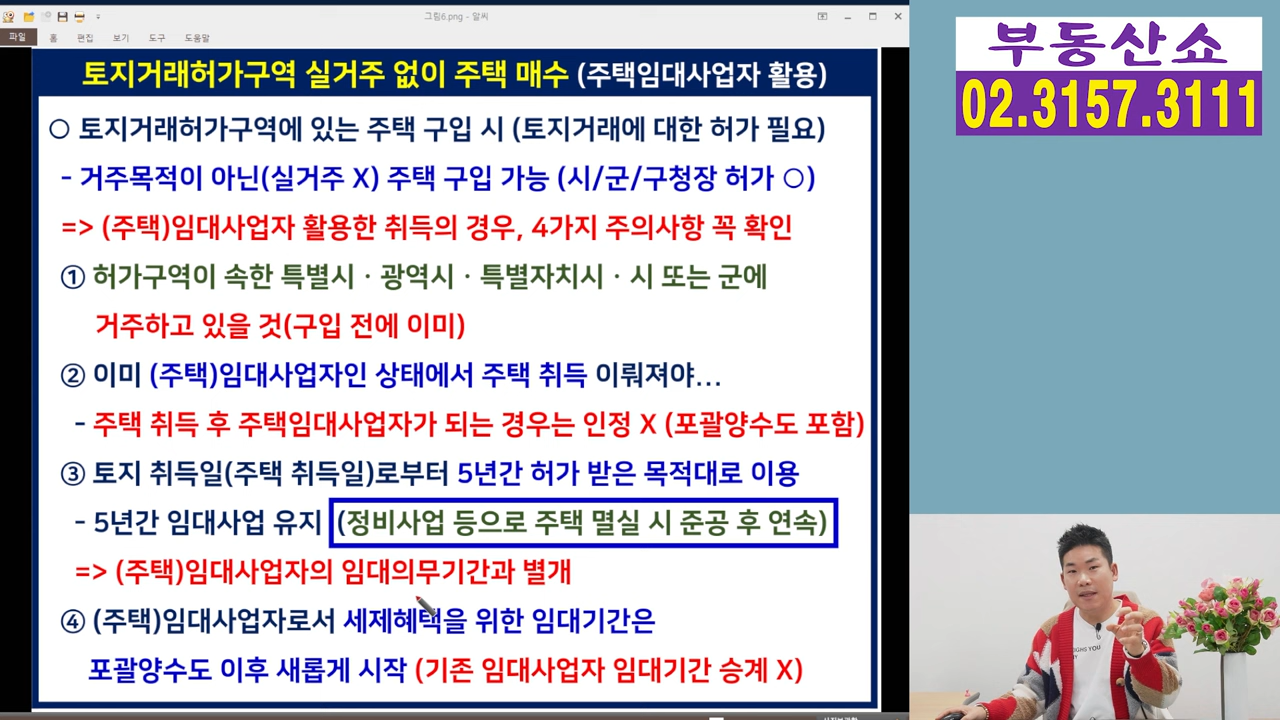 그림6.png - 알씨
파일 홈 편집 보기 도구 도움말
토지거래허가구역 실거주 없이 주택 매수 (주택임대사업자 활용)
○ 토지거래허가구역에 있는 주택 구입 시 (토지거래에 대한 허가 필요)
- 거주목적이 아닌(실거주 X) 주택 구입 가능 (시/군/구청장 허가 ○)
=> (주택)임대사업자 활용한 취득의 경우, 4가지 주의사항 꼭 확인
① 허가구역이 속한 특별시 · 광역시 · 특별자치시 · 시 또는 군에
거주하고 있을 것(구입 전에 이미)
② 이미 (주택)임대사업자인 상태에서 주택 취득 이뤄져야...
- 주택 취득 후 주택임대사업자가 되는 경우는 인정 X (포괄양수도 포함)
③ 토지 취득일(주택 취득일)로부터 5년간 허가 받은 목적대로 이용
- 5년간 임대사업 유지 (정비사업 등으로 주택 멸실 시 준공 후 연속)
=> (주택)임대사업자의 임대의무기간과 별개
④ (주택)임대사업자로서 세제혜택을 위한 임대기간은
포괄양수도 이후 새롭게 시작 (기존 임대사업자 임대기간 승계 X)
부동산쇼
02.3157.3111